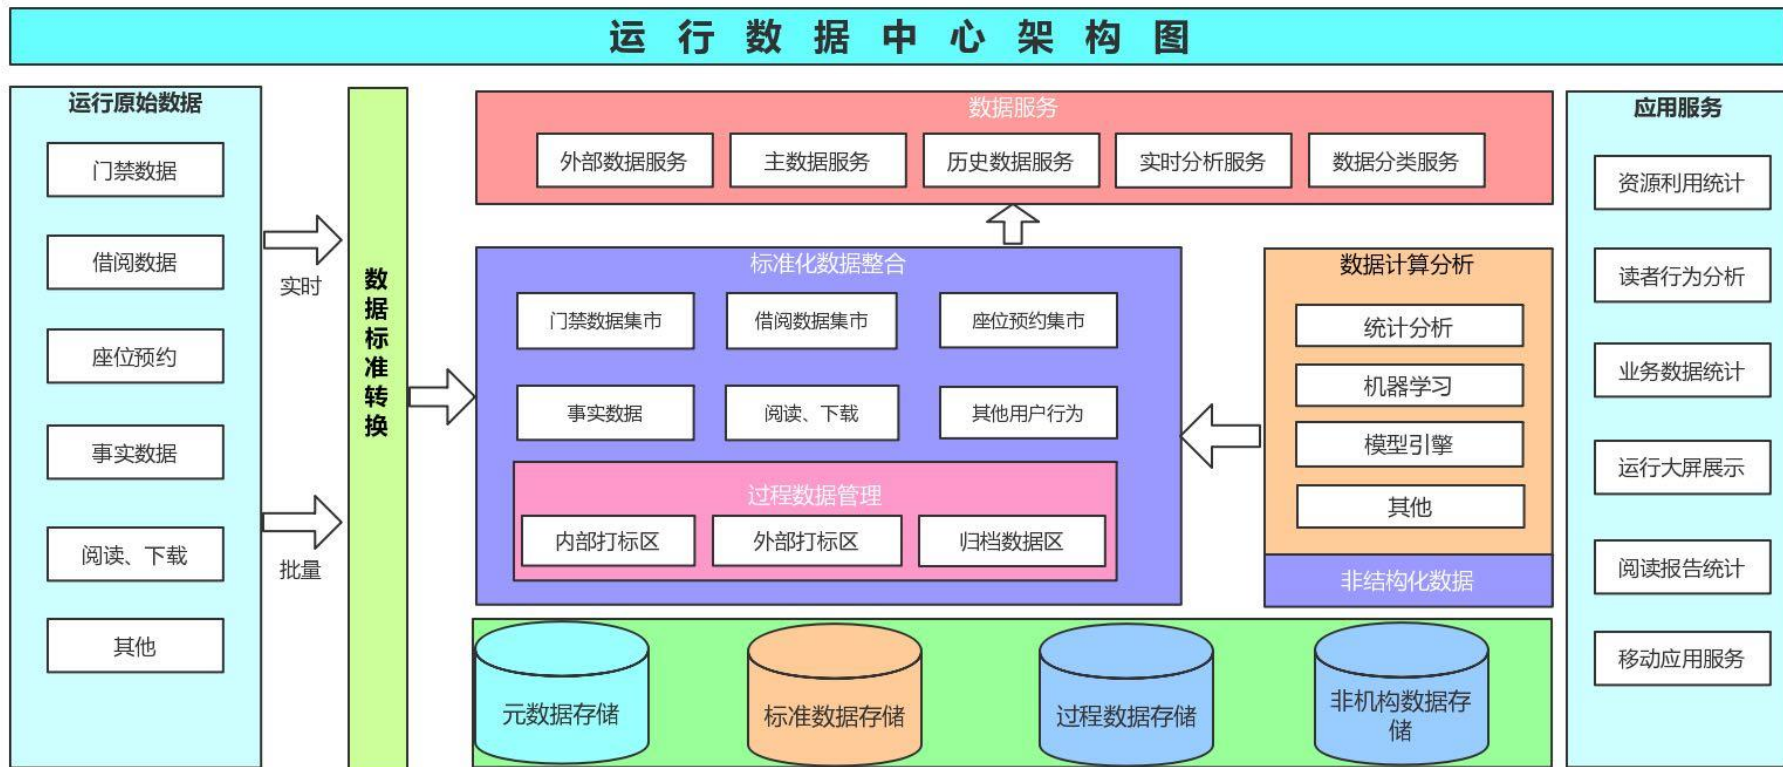 运行数据中心架构图
运行原始数据
门禁数据
借阅数据
座位预约
事实数据
阅读、下载
其他
实时
批量
数据标准转换
数据服务
外部数据服务
主数据服务
历史数据服务
实时分析服务
数据分类服务
标准化数据整合
门禁数据集市
借阅数据集市
座位预约集市
事实数据
阅读、下载
其他用户行为
过程数据管理
内部打标区
外部打标区
归档数据区
数据计算分析
统计分析
机器学习
模型引擎
其他
非结构化数据
元数据存储
标准数据存储
过程数据存储
非机构数据存
储
应用服务
资源利用统计
读者行为分析
业务数据统计
运行大屏展示
阅读报告统计
移动应用服务